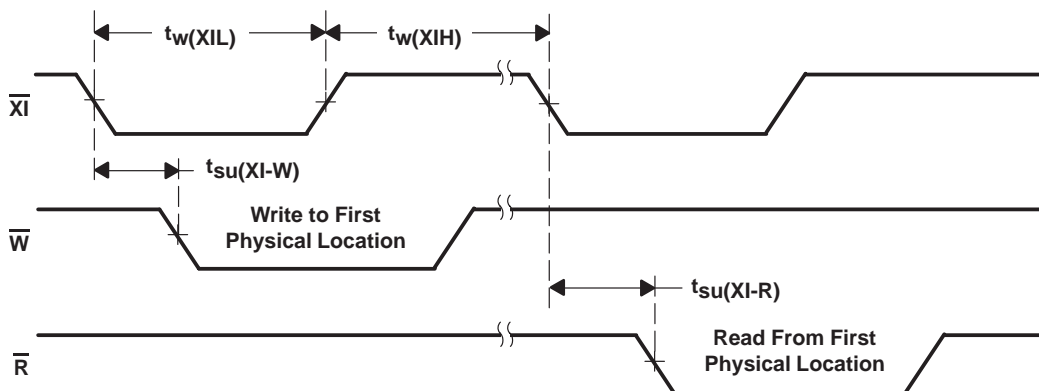 tw(XIL)
tw(XIH)
XI
tsu(XI-W)
Write to First
Physical Location
W
tsu(XI-R)
Read From First
Physical Location
R